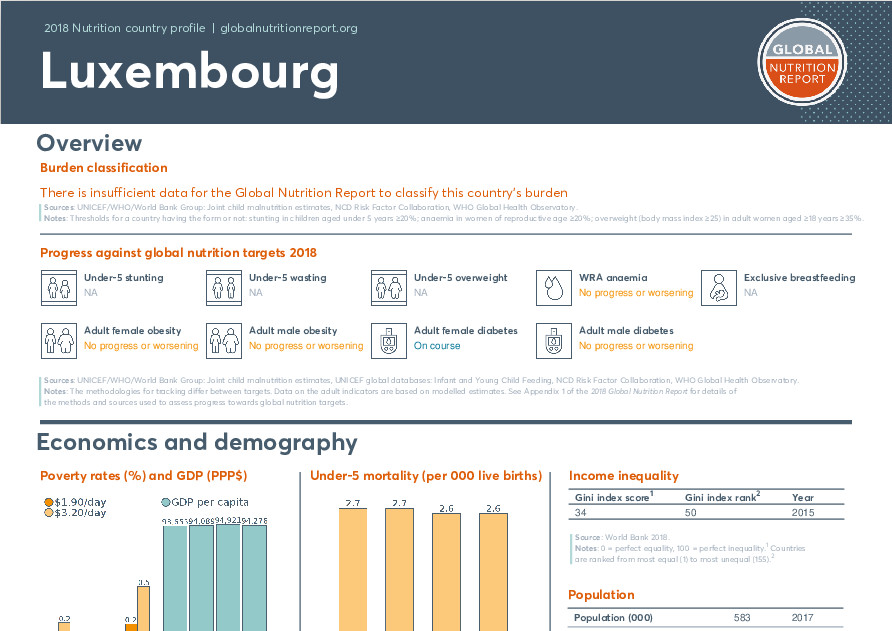 2018 Nutrition country profile | globalnutritionreport.org
Luxembourg
GLOBAL
NUTRITION
REPORT
Overview
Burden classification
There is insufficient data for the Global Nutrition Report to classify this country's burden
Sources: UNICEF/WHO/World Bank Group: Joint child malnutrition estimates, NCD Risk Factor Collaboration, WHO Global Health Observatory.
Notes: Thresholds for a country having the form or not: stunting in children aged under 5 years ≥20%; anaemia in women of reproductive age ≥20%; overweight (body mass index ≥25) in adult women aged ≥18 years ≥35%.
Progress against global nutrition targets 2018
Under-5 stunting
NA
Under-5 wasting
NA
Under-5 overweight
NA
WRA anaemia
No progress or worsening
Exclusive breastfeeding
NA
Adult female obesity
No progress or worsening
Adult male obesity
No progress or worsening
Adult female diabetes
On course
Adult male diabetes
No progress or worsening
Sources: UNICEF/WHO/World Bank Group: Joint child malnutrition estimates, UNICEF global databases: Infant and Young Child Feeding, NCD Risk Factor Collaboration, WHO Global Health Observatory.
Notes: The methodologies for tracking differ between targets. Data on the adult indicators are based on modelled estimates. See Appendix 1 of the 2018 Global Nutrition Report for details of
the methods and sources used to assess progress towards global nutrition targets.
Economics and demography
Poverty rates (%) and GDP (PPP$)
$1.90/day
$3.20/day
GDP per capita
94,921 94,278
0.5
0.2
0.2
Under-5 mortality (per 000 live births)
2.7 2.7 2.6 2.6
Income inequality
Gini index score1 Gini index rank2 Year
34 50 2015
Source: World Bank 2018.
Notes: 0 = perfect equality, 100 = perfect inequality.1 Countries
are ranked from most equal (1) to most unequal (155).2
Population
Population (000) 583 2017